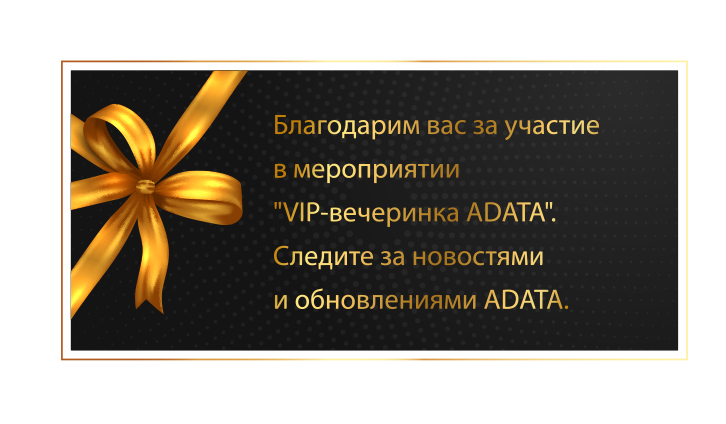 Благодарим вас за участие
в мероприятии
"VIP-вечеринка ADATA".
Следите за новостями
и обновлениями ADATA.